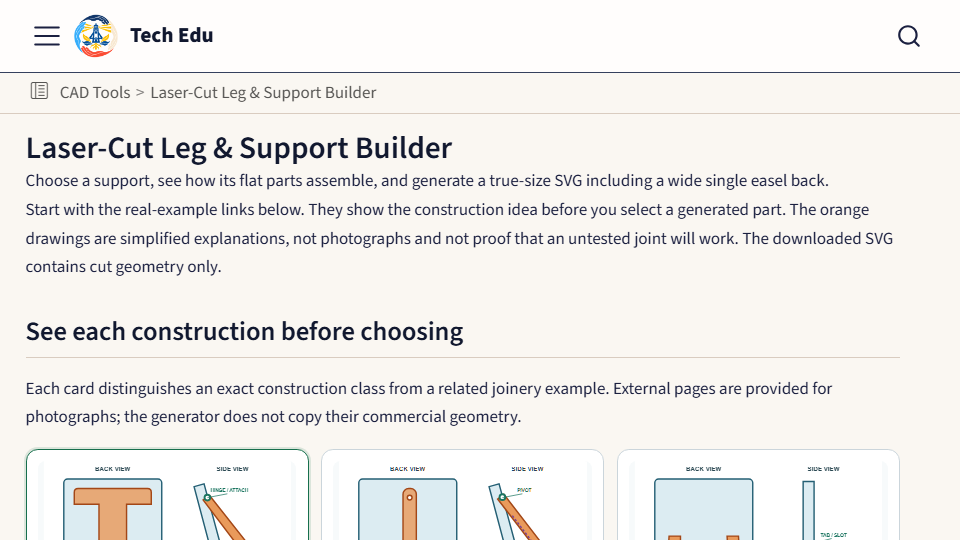 Tech Edu
CAD Tools > Laser-Cut Leg & Support Builder
Laser-Cut Leg & Support Builder
Choose a support, see how its flat parts assemble, and generate a true-size SVG including a wide single easel back.
Start with the real-example links below. They show the construction idea before you select a generated part. The orange
drawings are simplified explanations, not photographs and not proof that an untested joint will work. The downloaded SVG
contains cut geometry only.
See each construction before choosing
Each card distinguishes an exact construction class from a related joinery example. External pages are provided for
photographs; the generator does not copy their commercial geometry.
BACK VIEW SIDE VIEW BACK VIEW SIDE VIEW BACK VIEW SIDE VIEW
HINGE / ATTACH PIVOT
TAB / SLOT